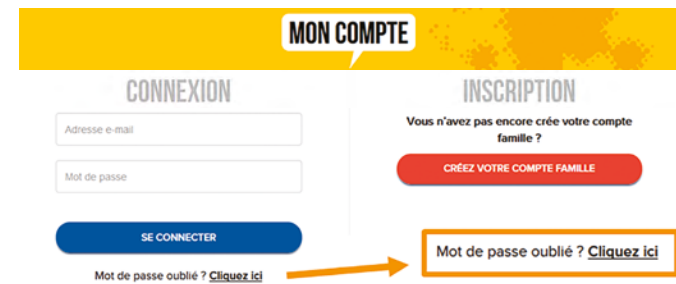 MON COMPTE
CONNEXION
Adresse e-mail
Mot de passe
SE CONNECTER
Mot de passe oublié ? Cliquez ici
INSCRIPTION
Vous n'avez pas encore crée votre compte
famille ?
CRÉEZ VOTRE COMPTE FAMILLE
Mot de passe oublié ? Cliquez ici